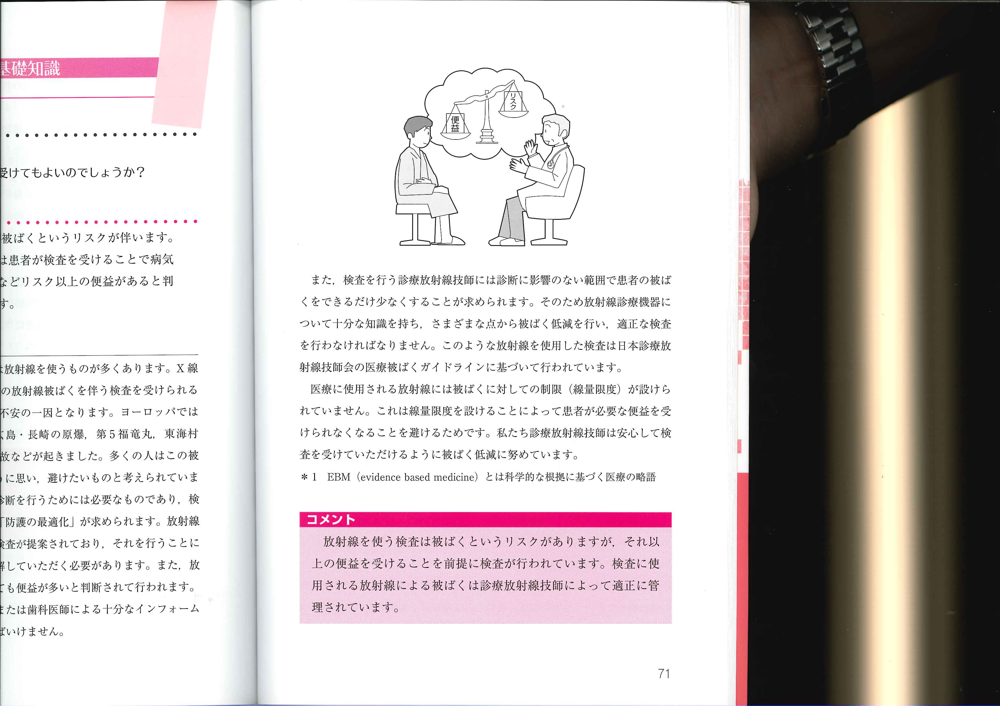 基礎知識
受けてもよいのでしょうか？
被ばくというリスクが伴います。
は患者が検査を受けることで病気
などリスク以上の便益があると判
す。
放射線を使うものが多くあります。X線
の放射線被ばくを伴う検査を受けられる
不安の一因となります。ヨーロッパでは
広島・長崎の原爆，第5福竜丸，東海村
故などが起きました。多くの人はこの被
に思い，避けたいものと考えられていま
診断を行うためには必要なものであり，検
「防護の最適化」が求められます。放射線
検査が提案されており，それを行うことに
解していただく必要があります。また，放
ても便益が多いと判断されて行われます。
または歯科医師による十分なインフォーム
ばいけません。
便益
リスク
また，検査を行う診療放射線技師には診断に影響のない範囲で患者の被ば
くをできるだけ少なくすることが求められます。そのため放射線診療機器に
ついて十分な知識を持ち，さまざまな点から被ばく低減を行い，適正な検査
を行わなければなりません。このような放射線を使用した検査は日本診療放
射線技師会の医療被ばくガイドラインに基づいて行われています。
医療に使用される放射線には被ばくに対しての制限（線量限度）が設けら
れていません。これは線量限度を設けることによって患者が必要な便益を受
けられなくなることを避けるためです。私たち診療放射線技師は安心して検
査を受けていただけるように被ばく低減に努めています。
＊1　EBM（evidence based medicine）とは科学的な根拠に基づく医療の略語
コメント
放射線を使う検査は被ばくというリスクがありますが，それ以
上の便益を受けることを前提に検査が行われています。検査に使
用される放射線による被ばくは診療放射線技師によって適正に管
理されています。
71